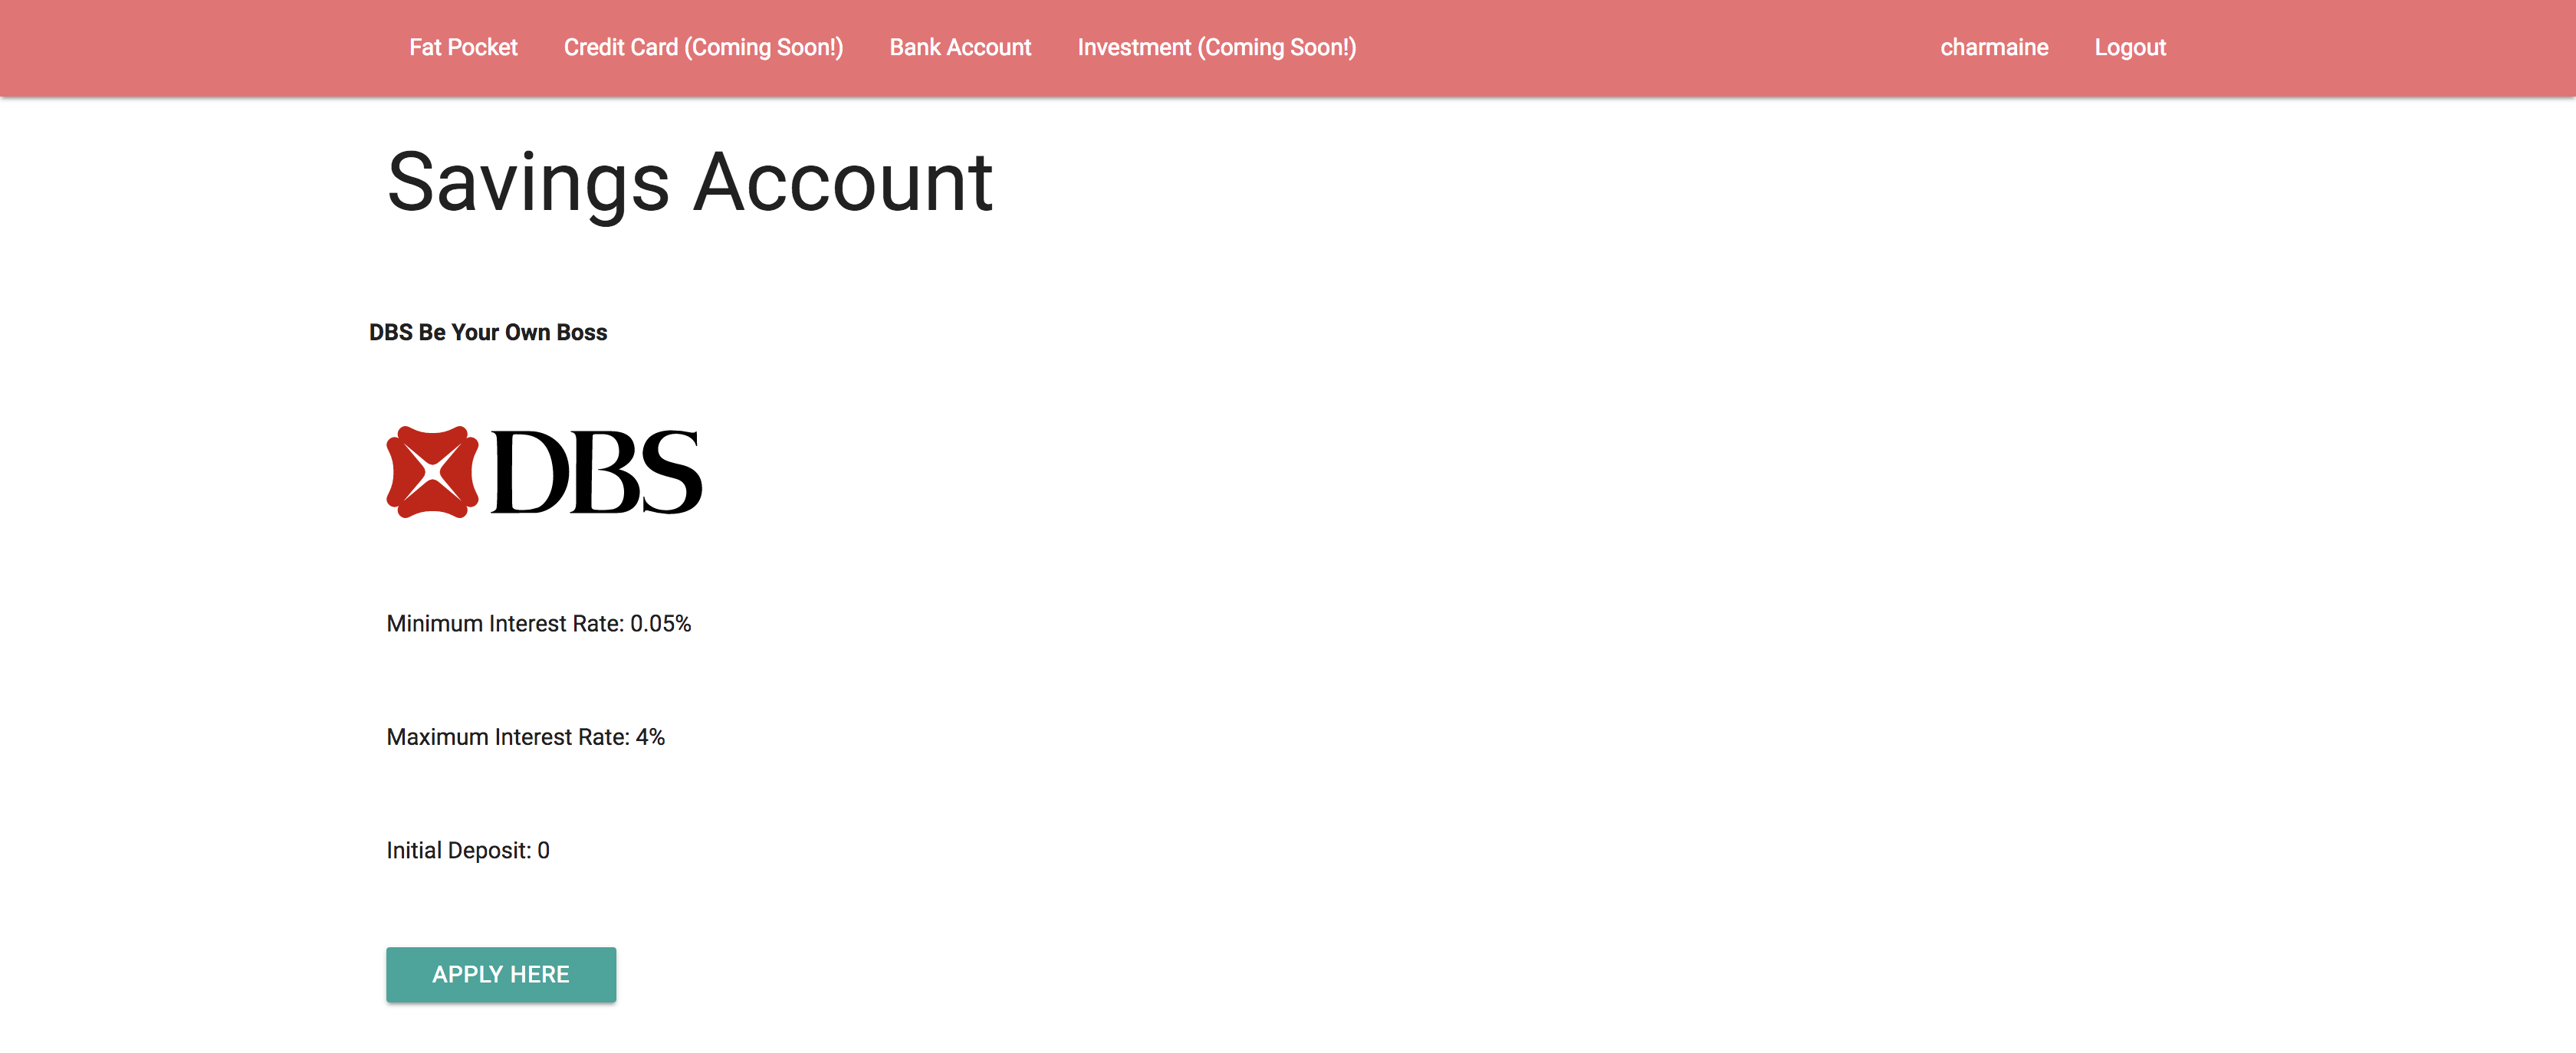 Fat Pocket Credit Card (Coming Soon!) Bank Account Investment (Coming Soon!) charmaine Logout
Savings Account
DBS Be Your Own Boss
DBS
Minimum Interest Rate: 0.05%
Maximum Interest Rate: 4%
Initial Deposit: 0
APPLY HERE